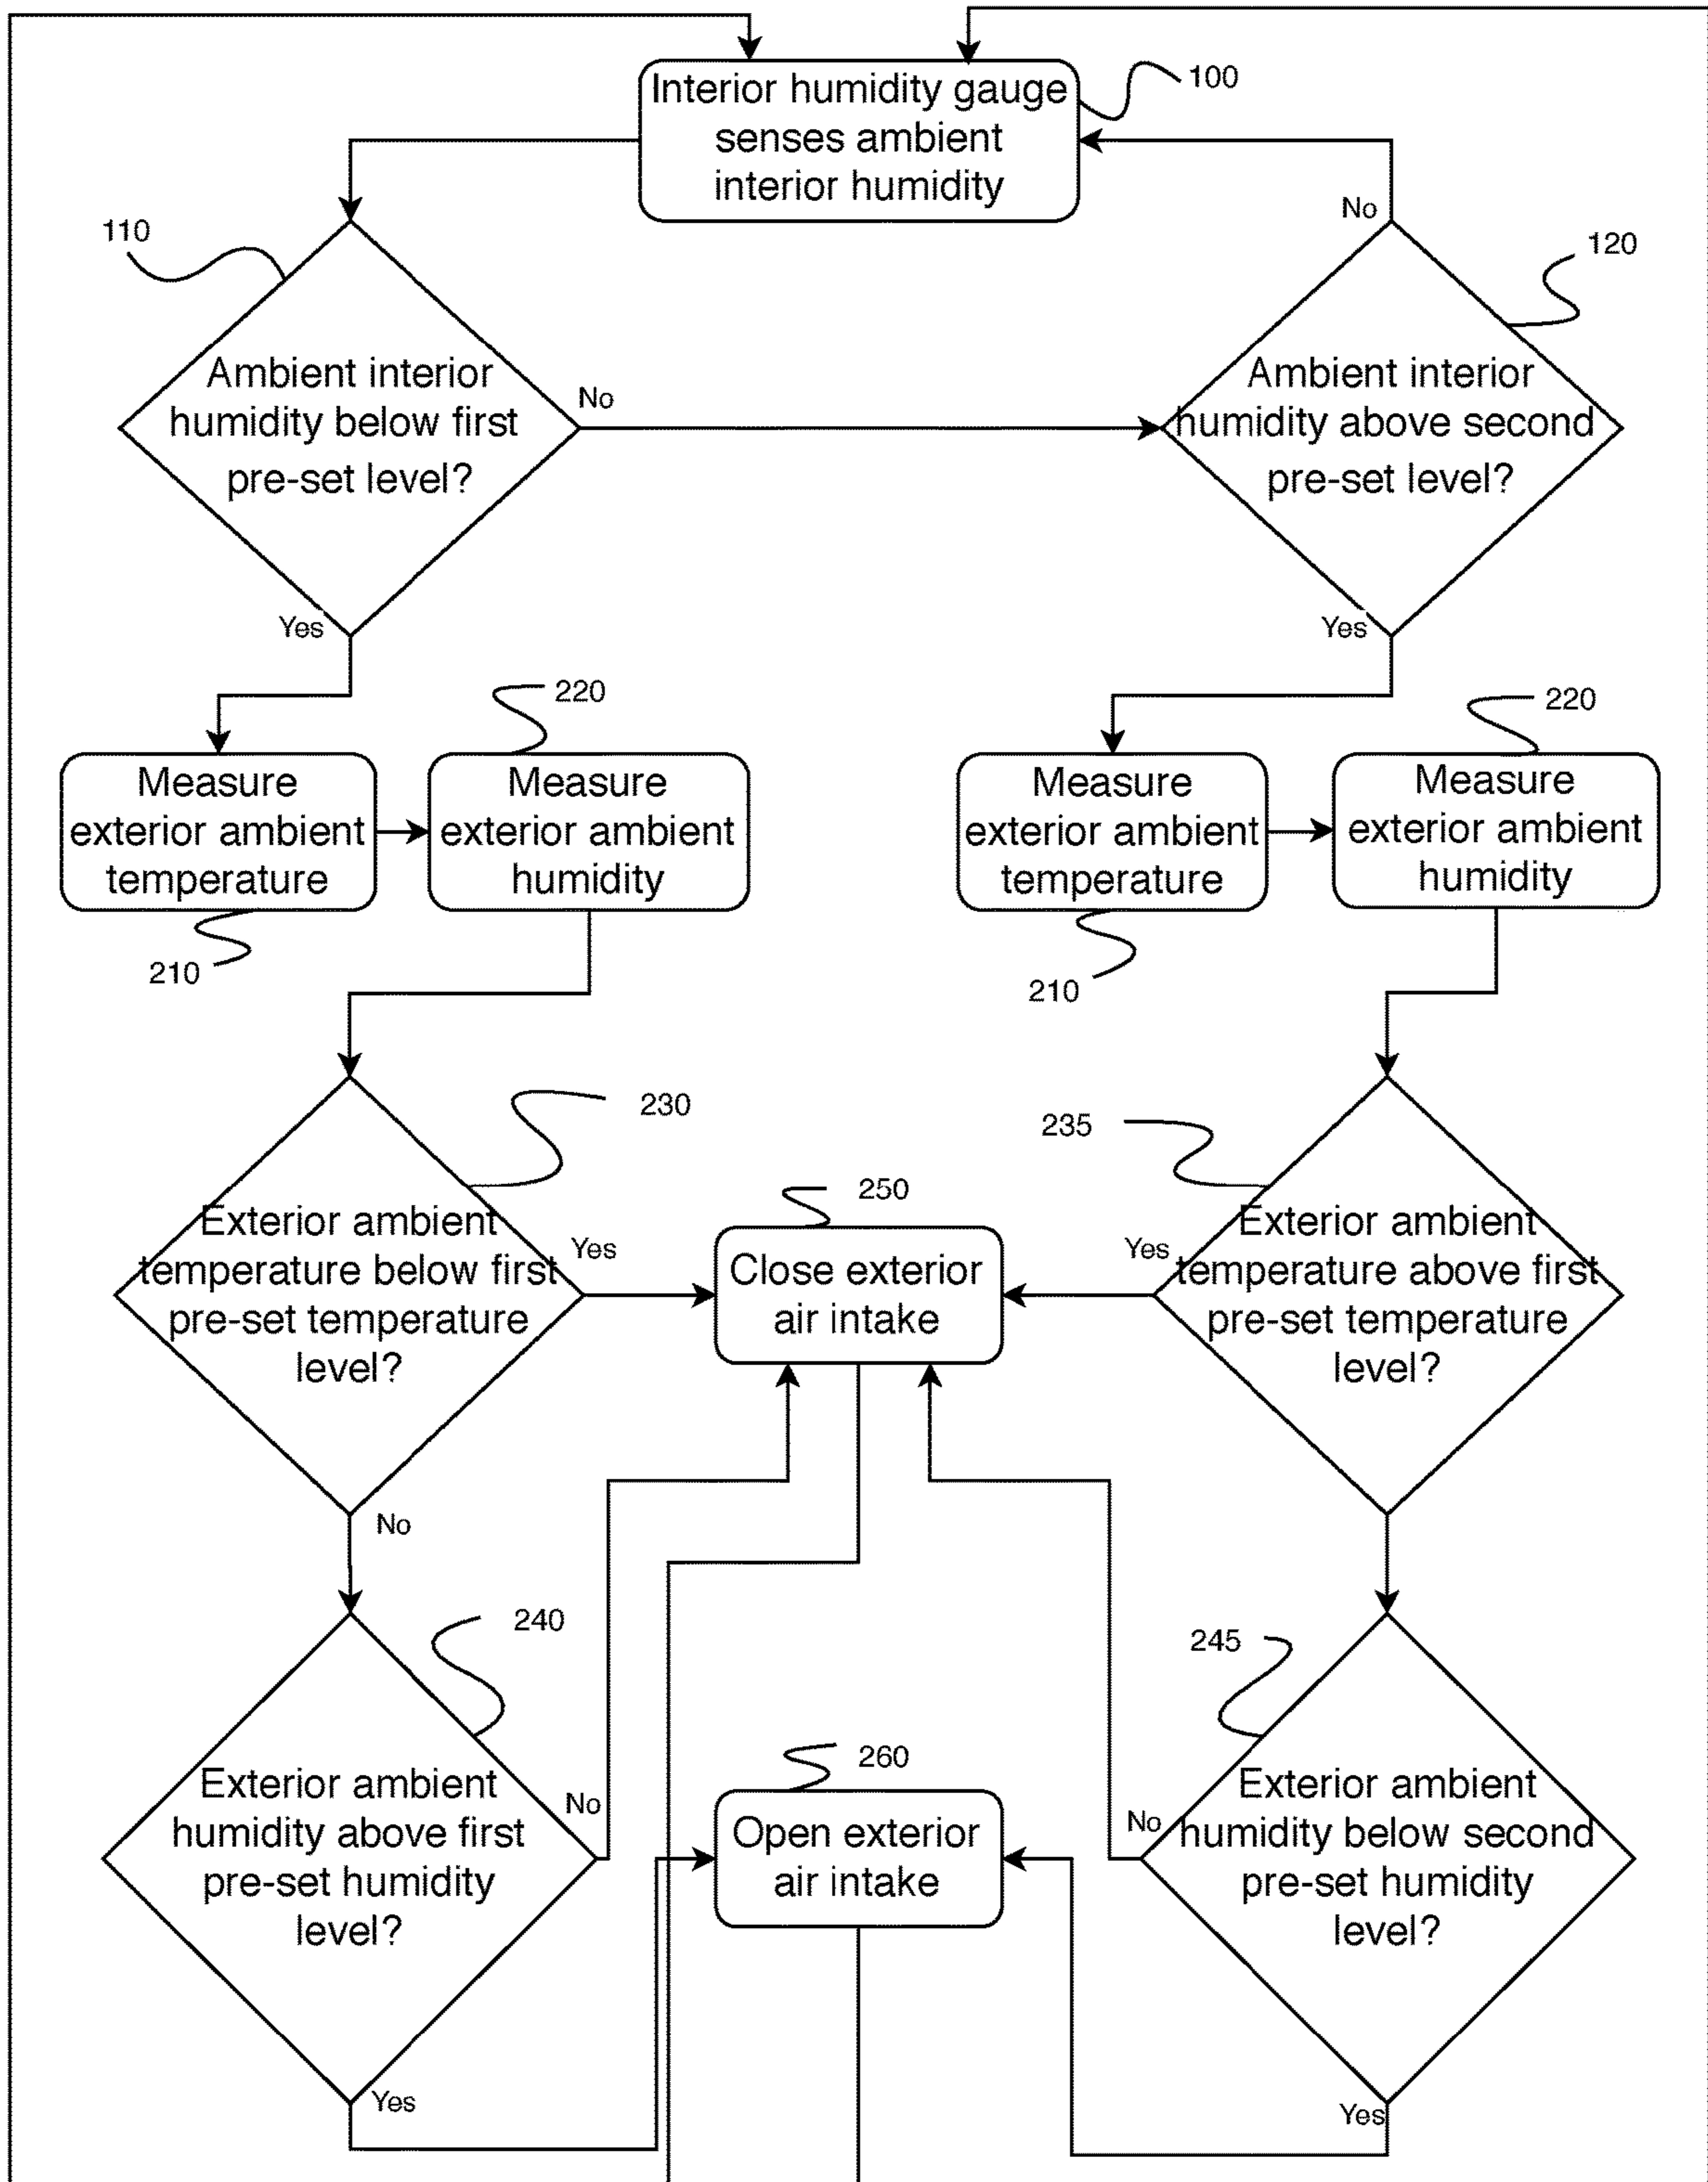 100
Interior humidity gauge
senses ambient
interior humidity
No
110
120
Ambient interior
humidity below first
pre-set level?
No
Ambient interior
humidity above second
pre-set level?
Yes
Yes
220
220
Measure
exterior ambient
temperature
Measure
exterior ambient
humidity
Measure
exterior ambient
temperature
Measure
exterior ambient
humidity
210
210
230
235
250
Exterior ambient
temperature below first
pre-set temperature
level?
Yes
Close exterior
air intake
Yes
Exterior ambient
temperature above first
pre-set temperature
level?
No
240
245
260
Exterior ambient
humidity above first
pre-set humidity
level?
No
Open exterior
air intake
No
Exterior ambient
humidity below second
pre-set humidity
level?
Yes
Yes